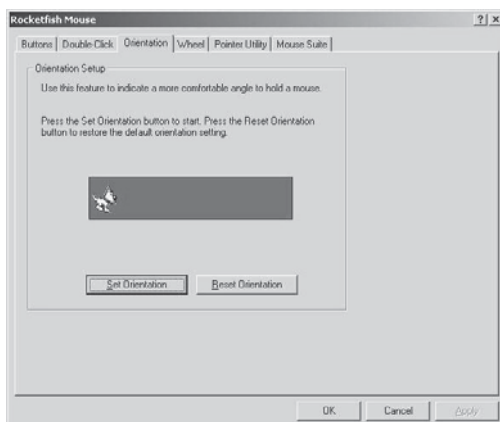 Rocketfish Mouse
Buttons Double-Click Orientation Wheel Pointer Utility Mouse Suite
Orientation Setup
Use this feature to indicate a more comfortable angle to hold a mouse.
Press the Set Orientation button to start. Press the Reset Orientation
button to restore the default orientation setting.
Set Orientation Reset Orientation
OK Cancel Apply